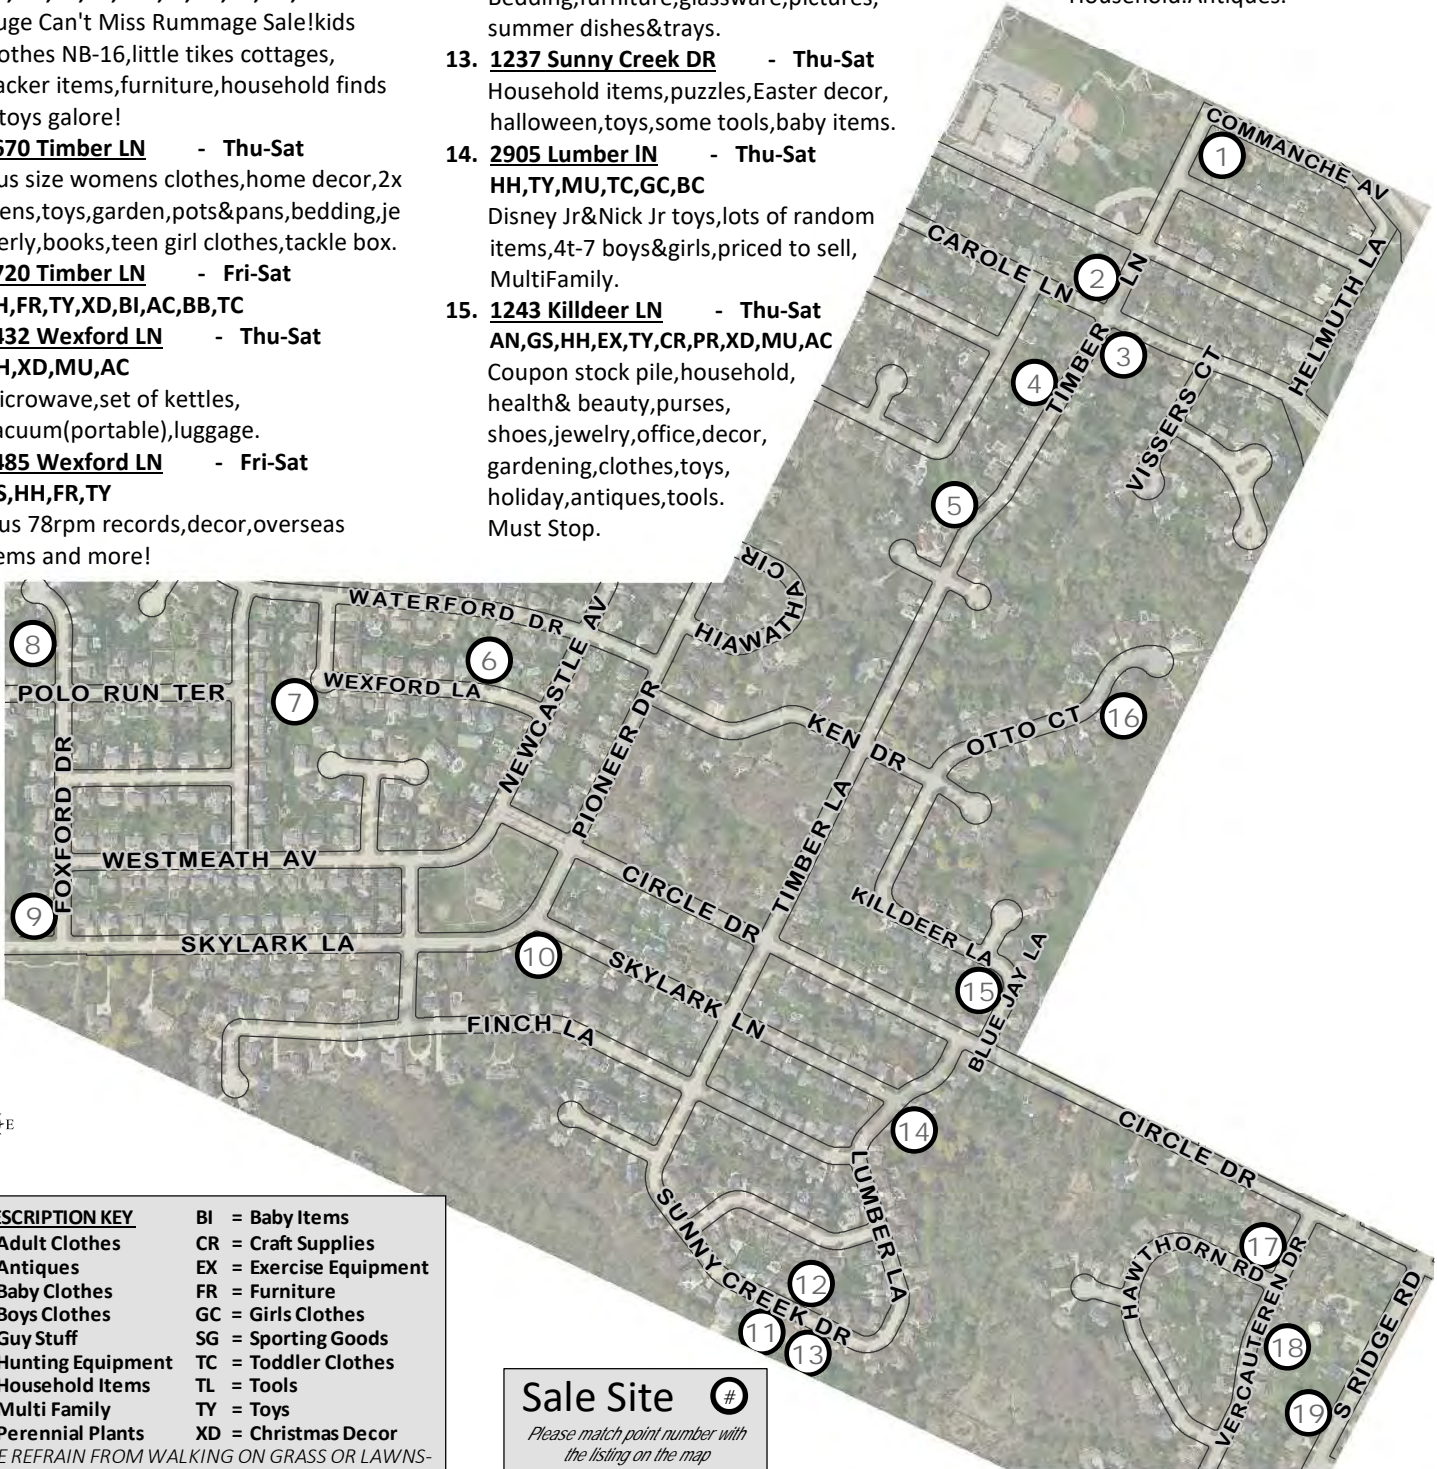 uge Can't Miss Rummage Sale!kids
othes NB-16,little tikes cottages,
acker items,furniture,household finds
toys galore!
670 Timber LN - Thu-Sat
us size womens clothes,home decor,2x
ens,toys,garden,pots&pans,bedding,je
erly,books,teen girl clothes,tackle box.
720 Timber LN - Fri-Sat
H,FR,TY,XD,BI,AC,BB,TC
432 Wexford LN - Thu-Sat
H,XD,MU,AC
icrowave,set of kettles,
acuum(portable),luggage.
485 Wexford LN - Fri-Sat
S,HH,FR,TY
us 78rpm records,decor,overseas
ems and more!
Bedding,furniture,glassware,pictures,
summer dishes&trays.
13. 1237 Sunny Creek DR - Thu-Sat
Household items,puzzles,Easter decor,
halloween,toys,some tools,baby items.
14. 2905 Lumber lN - Thu-Sat
HH,TY,MU,TC,GC,BC
Disney Jr&Nick Jr toys,lots of random
items,4t-7 boys&girls,priced to sell,
MultiFamily.
15. 1243 Killdeer LN - Thu-Sat
AN,GS,HH,EX,TY,CR,PR,XD,MU,AC
Coupon stock pile,household,
health& beauty,purses,
shoes,jewelry,office,decor,
gardening,clothes,toys,
holiday,antiques,tools.
Must Stop.
Household.Antiques.
COMMANCHE AV
1
HELMUTH LA
CAROLE LN
2
TIMBER LN
3
4
VISSERS CT
5
HIAWATHA CIR
WATERFORD DR
NEWCASTLE AV
8
6
POLO RUN TER
7
WEXFORD LA
PIONEER DR
KEN DR
OTTO CT
16
FOXFORD DR
WESTMEATH AV
TIMBER LA
CIRCLE DR
KILLDEER LA
9
SKYLARK LA
10
SKYLARK LN
15
BLUE JAY LA
FINCH LA
14
CIRCLE DR
LUMBER LA
SUNNY CREEK DR
12
11
13
HAWTHORN RD
17
VERCAUTEREN DR
18
19
S RIDGE RD
E
ESCRIPTION KEY
Adult Clothes
Antiques
Baby Clothes
Boys Clothes
Guy Stuff
Hunting Equipment
Household Items
Multi Family
Perennial Plants
BI = Baby Items
CR = Craft Supplies
EX = Exercise Equipment
FR = Furniture
GC = Girls Clothes
SG = Sporting Goods
TC = Toddler Clothes
TL = Tools
TY = Toys
XD = Christmas Decor
E REFRAIN FROM WALKING ON GRASS OR LAWNS-
Sale Site #
Please match point number with
the listing on the map